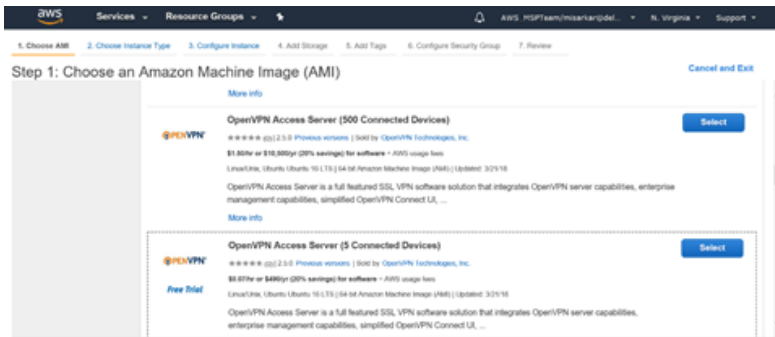 aws Services Resource Groups AWS_MSPTeam/misarkar@del... N. Virginia Support
1. Choose AMI 2. Choose Instance Type 3. Configure Instance 4. Add Storage 5. Add Tags 6. Configure Security Group 7. Review
Step 1: Choose an Amazon Machine Image (AMI) Cancel and Exit
More info
OpenVPN Access Server (500 Connected Devices) Select
OPENVPN
(0) | 2.5.0 Previous versions | Sold by OpenVPN Technologies, Inc.
$1.50/hr or $10,500/yr (20% savings) for software + AWS usage fees
Linux/Unix, Ubuntu Ubuntu 16 LTS | 64-bit Amazon Machine Image (AMI) | Updated: 3/21/18
OpenVPN Access Server is a full featured SSL VPN software solution that integrates OpenVPN server capabilities, enterprise
management capabilities, simplified OpenVPN Connect UI, ...
More info
OpenVPN Access Server (5 Connected Devices) Select
OPENVPN
2.5.0 Previous versions | Sold by OpenVPN Technologies, Inc.
$0.07/hr or $490/yr (20% savings) for software + AWS usage fees
Free Trial
Linux/Unix, Ubuntu Ubuntu 16 LTS | 64-bit Amazon Machine Image (AMI) | Updated: 3/21/18
OpenVPN Access Server is a full featured SSL VPN software solution that integrates OpenVPN server capabilities,
enterprise management capabilities, simplified OpenVPN Connect UI, ...